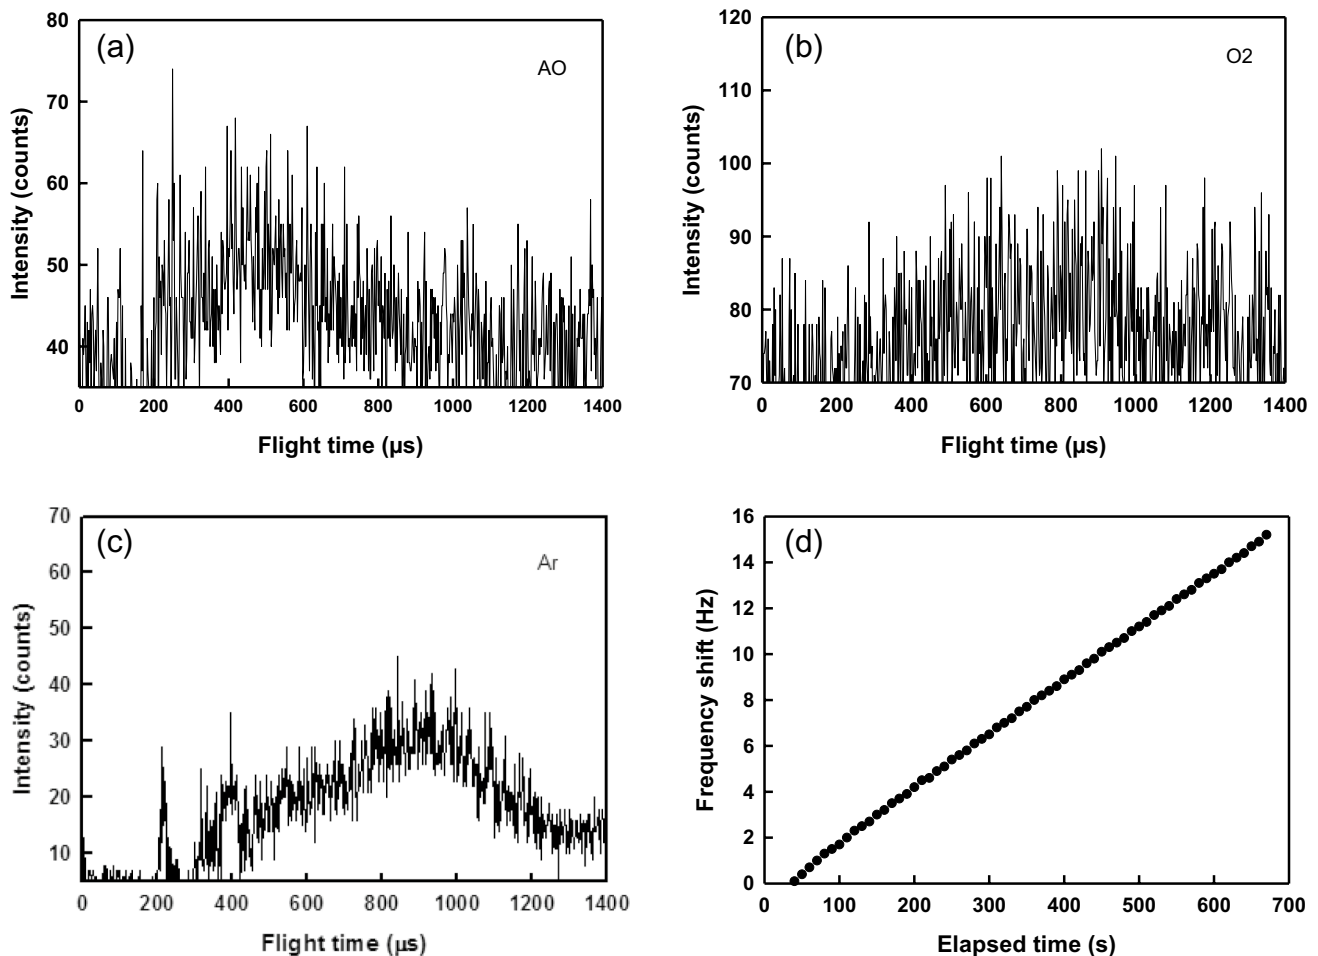 (a)
AO
80
70
60
50
40
0 200 400 600 800 1000 1200 1400
Intensity (counts)
Flight time (µs)
(b)
O2
120
110
100
90
80
70
0 200 400 600 800 1000 1200 1400
Intensity (counts)
Flight time (µs)
(c)
Ar
70
60
50
40
30
20
10
0 200 400 600 800 1000 1200 1400
Intensity (counts)
Flight time (µs)
(d)
16
14
12
10
8
6
4
2
0
0 100 200 300 400 500 600 700
Frequency shift (Hz)
Elapsed time (s)